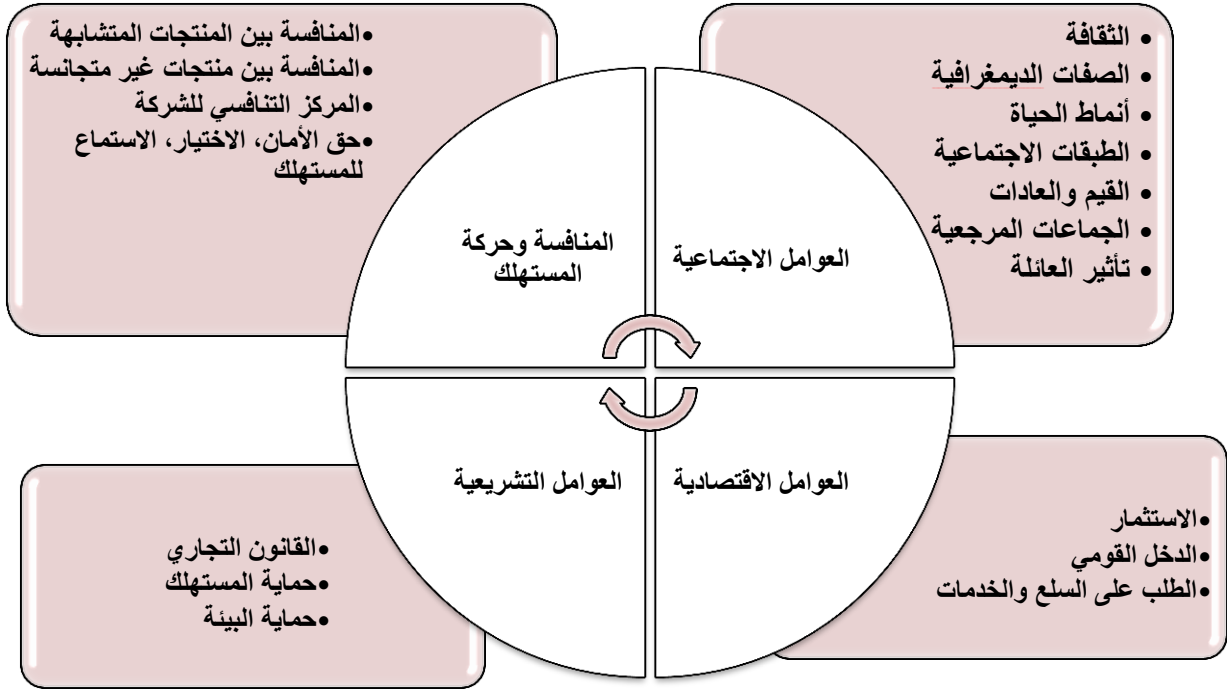 • الثقافة
• الصفات الديمغرافية
• أنماط الحياة
• الطبقات الاجتماعية
• القيم والعادات
• الجماعات المرجعية
• تأثير العائلة
•المنافسة بين المنتجات المتشابهة
•المنافسة بين منتجات غير متجانسة
•المركز التنافسي للشركة
•حق الأمان، الاختيار، الاستماع
للمستهلك
العوامل الاجتماعية
المنافسة وحركة
المستهلك
العوامل الاقتصادية
العوامل التشريعية
•الاستثمار
•الدخل القومي
•الطلب على السلع والخدمات
•القانون التجاري
•حماية المستهلك
•حماية البيئة